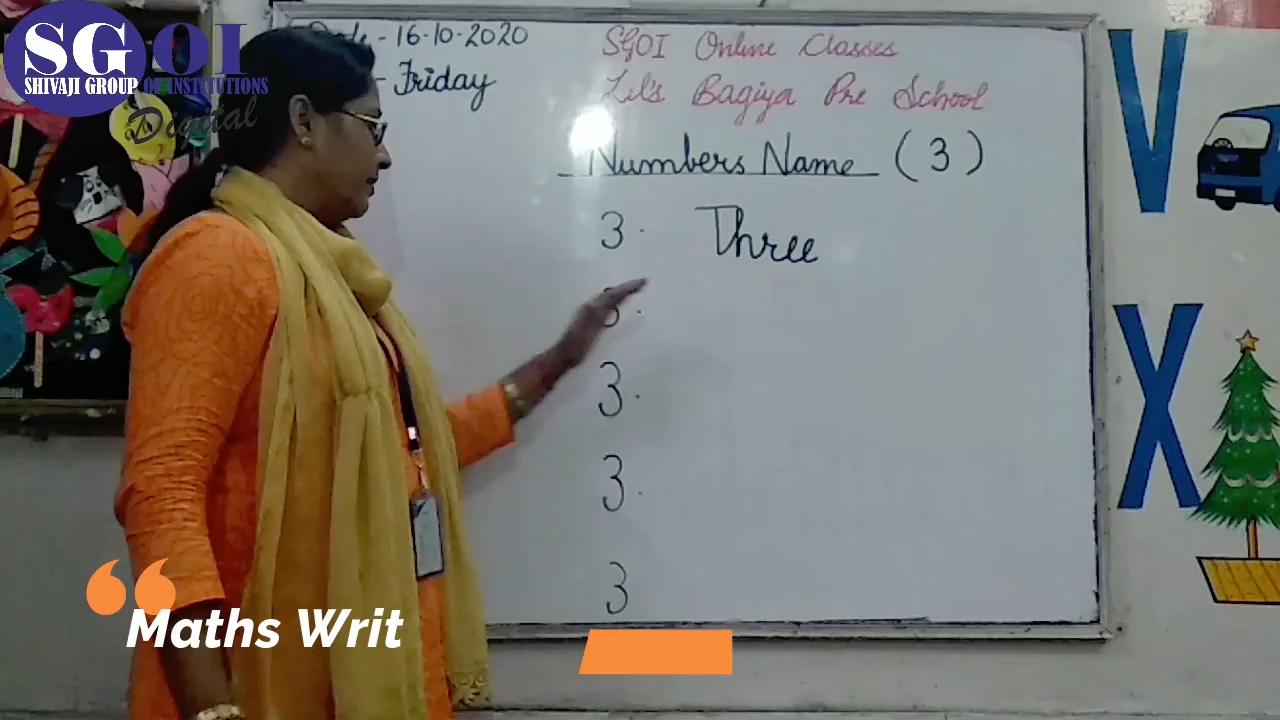 SGOI
SHIVAJI GROUP OF INSTITUTIONS
Digital
Date - 16-10-2020
- Friday
SGOI Online Classes
Lil's Bagiya Pre School
Numbers Name (3)
3. Three
3.
3.
3.
3
V
X
Maths Writ